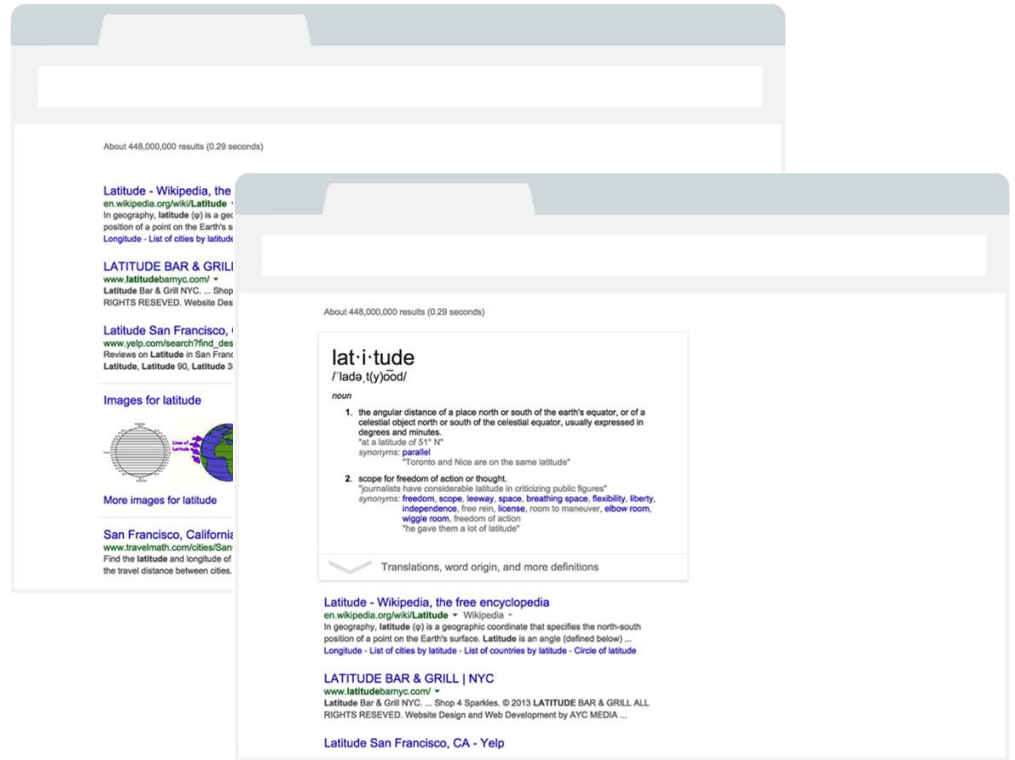 About 448,000,000 results (0.29 seconds)
Latitude - Wikipedia, the
en.wikipedia.org/wiki/Latitude
In geography, latitude (φ) is a geo
position of a point on the Earth's s
Longitude - List of cities by latitude
LATITUDE BAR & GRILL
www.latitudebarnyc.com/
Latitude Bar & Grill NYC. ... Shop
RIGHTS RESEVED. Website Des
Latitude San Francisco,
www.yelp.com/search?find_des
Reviews on Latitude in San Franc
Latitude, Latitude 90, Latitude 3
Images for latitude
Lines of
Latitude
More images for latitude
San Francisco, California
www.travelmath.com/cities/San
Find the latitude and longitude of
the travel distance between cities.
About 448,000,000 results (0.29 seconds)
lat·i·tude
/ˈladəˌt(y)o͞od/
noun
1. the angular distance of a place north or south of the earth's equator, or of a
celestial object north or south of the celestial equator, usually expressed in
degrees and minutes.
"at a latitude of 51° N"
synonyms: parallel
"Toronto and Nice are on the same latitude"
2. scope for freedom of action or thought.
"journalists have considerable latitude in criticizing public figures"
synonyms: freedom, scope, leeway, space, breathing space, flexibility, liberty,
independence, free rein, license, room to maneuver, elbow room,
wiggle room, freedom of action
"he gave them a lot of latitude"
Translations, word origin, and more definitions
Latitude - Wikipedia, the free encyclopedia
en.wikipedia.org/wiki/Latitude Wikipedia
In geography, latitude (φ) is a geographic coordinate that specifies the north-south
position of a point on the Earth's surface. Latitude is an angle (defined below) ...
Longitude - List of cities by latitude - List of countries by latitude - Circle of latitude
LATITUDE BAR & GRILL | NYC
www.latitudebarnyc.com/
Latitude Bar & Grill NYC. ... Shop 4 Sparkles. © 2013 LATITUDE BAR & GRILL ALL
RIGHTS RESEVED. Website Design and Web Development by AYC MEDIA ...
Latitude San Francisco, CA - Yelp